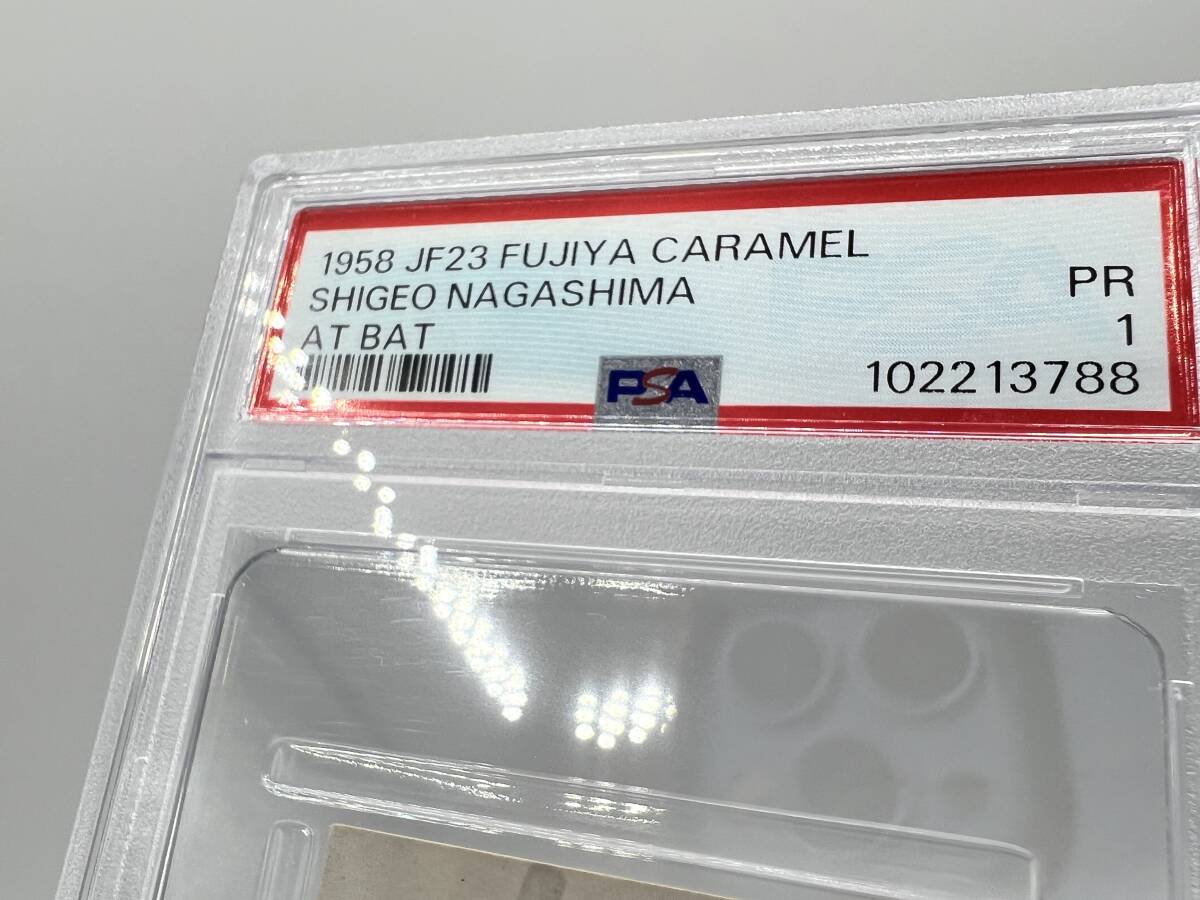 1958 JF23 FUJIYA CARAMEL
SHIGEO NAGASHIMA
AT BAT
PR
1
PSA
102213788